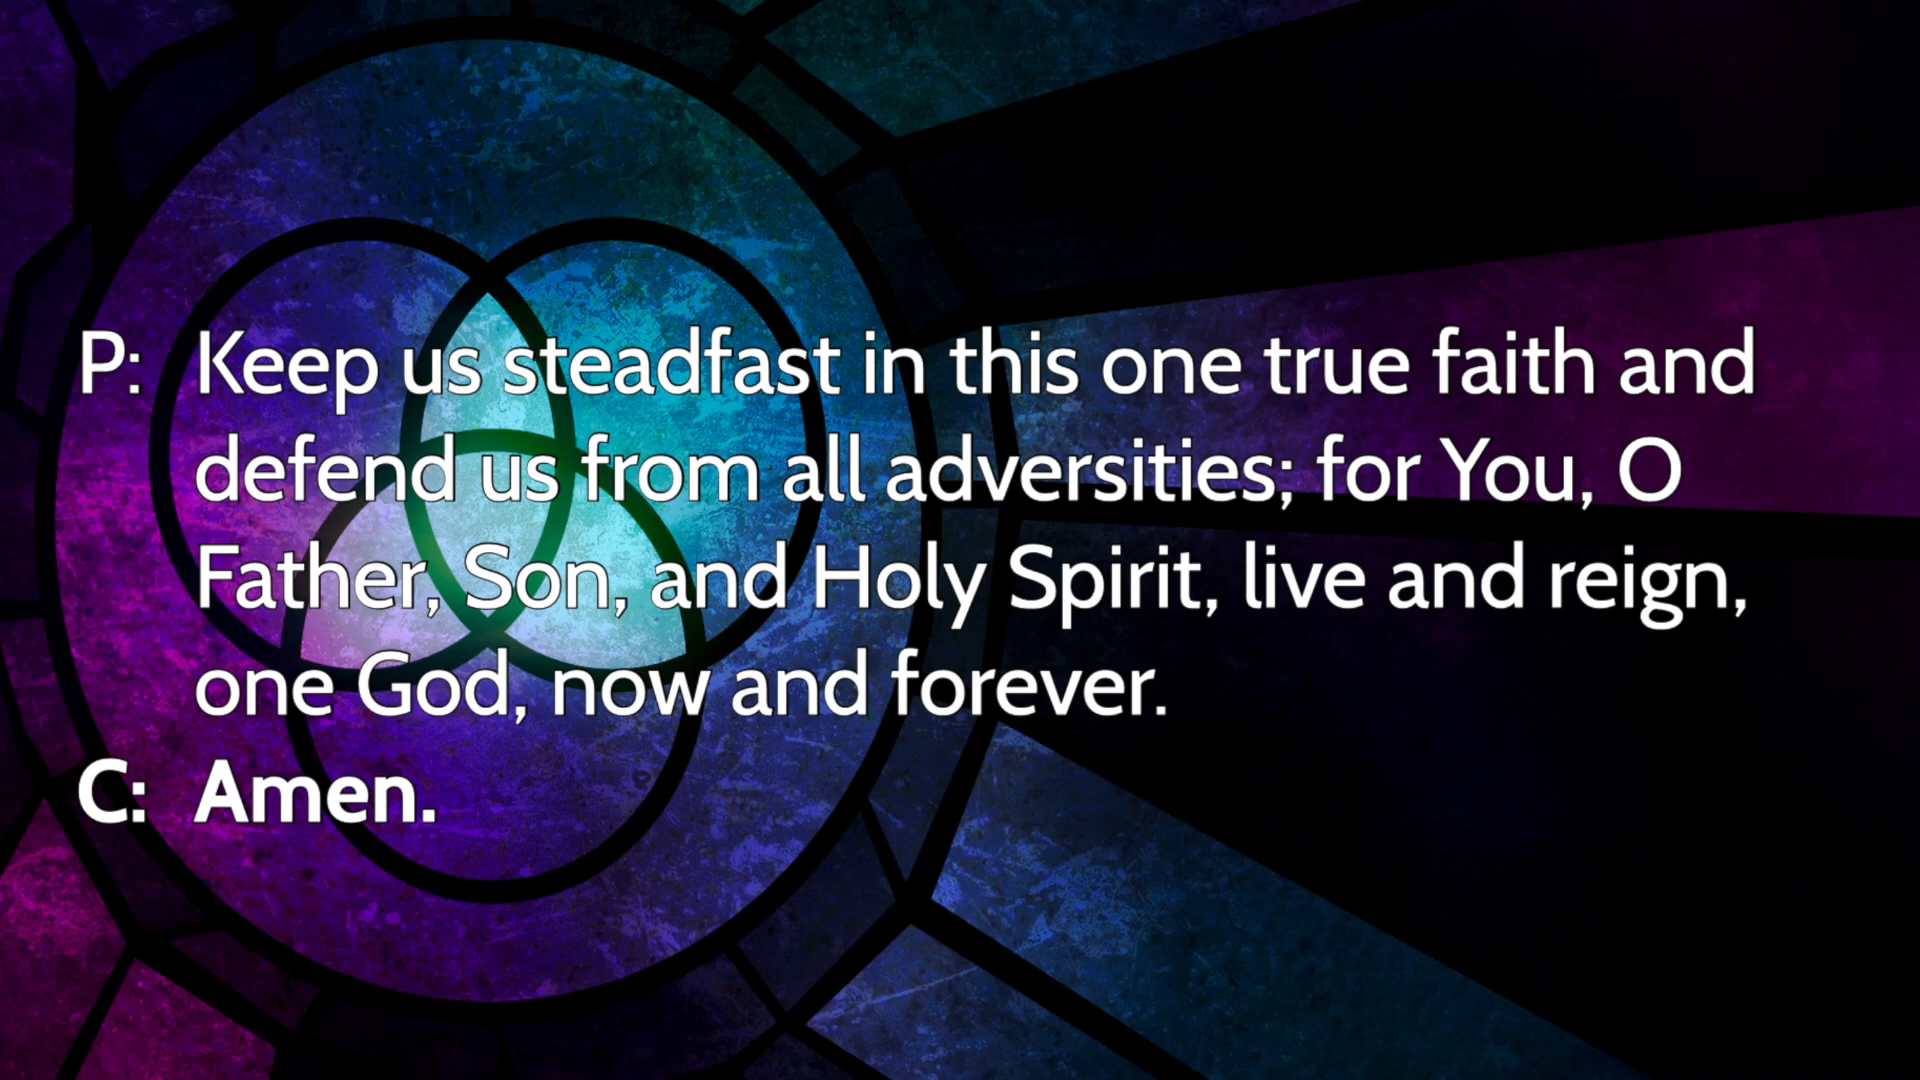 P: Keep us steadfast in this one true faith and
defend us from all adversities; for You, O
Father, Son, and Holy Spirit, live and reign,
one God, now and forever.
C: Amen.